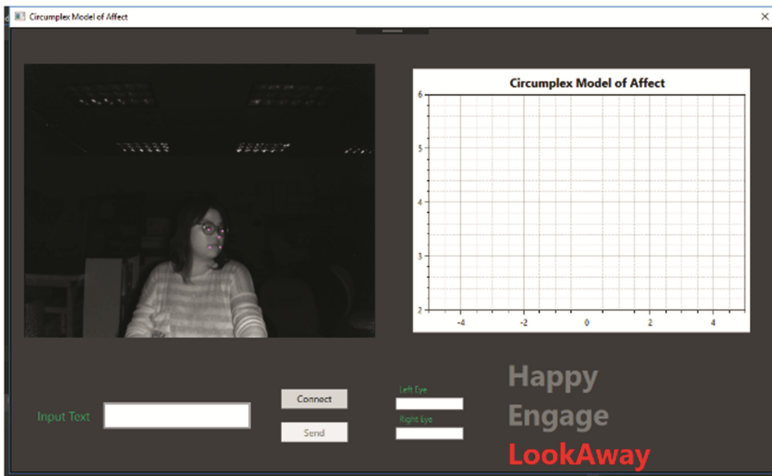 Circumplex Model of Affect
Circumplex Model of Affect
6
5
4
3
2
-4 -2 0 2 4
Input Text
Connect
Send
Left Eye
Right Eye
Happy
Engage
LookAway